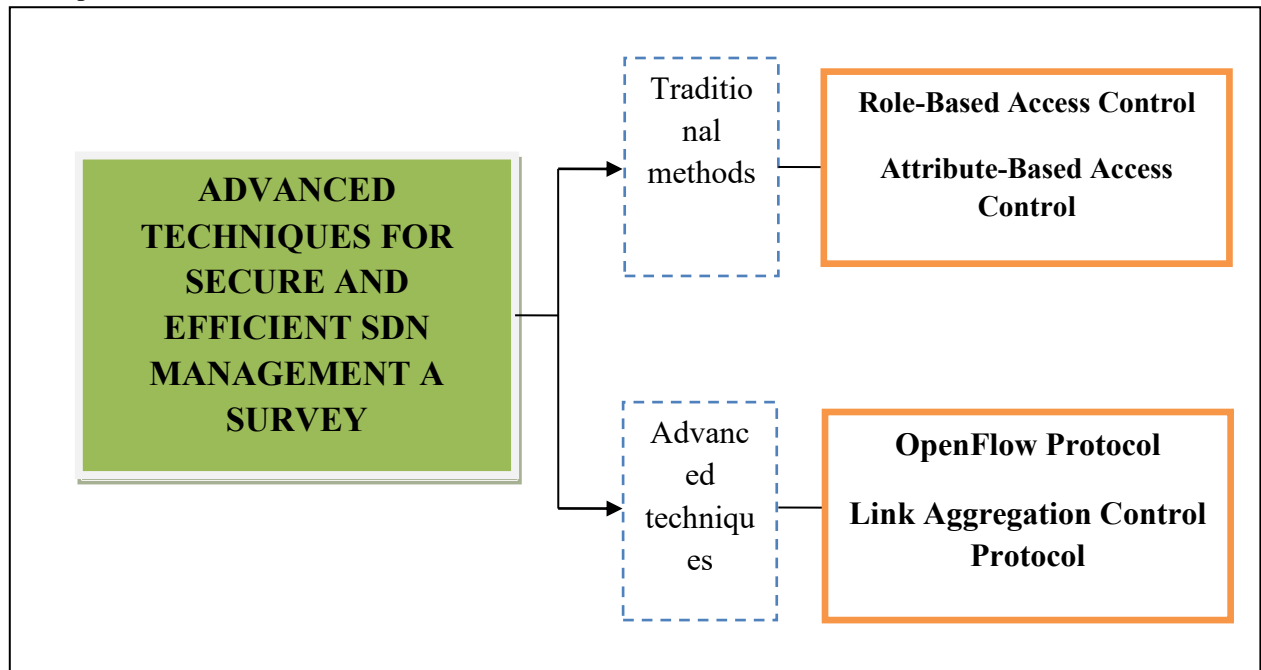 ADVANCED
TECHNIQUES FOR
SECURE AND
EFFICIENT SDN
MANAGEMENT A
SURVEY
Traditio
nal
methods
Role-Based Access Control
Attribute-Based Access
Control
Advanc
ed
techniqu
es
OpenFlow Protocol
Link Aggregation Control
Protocol